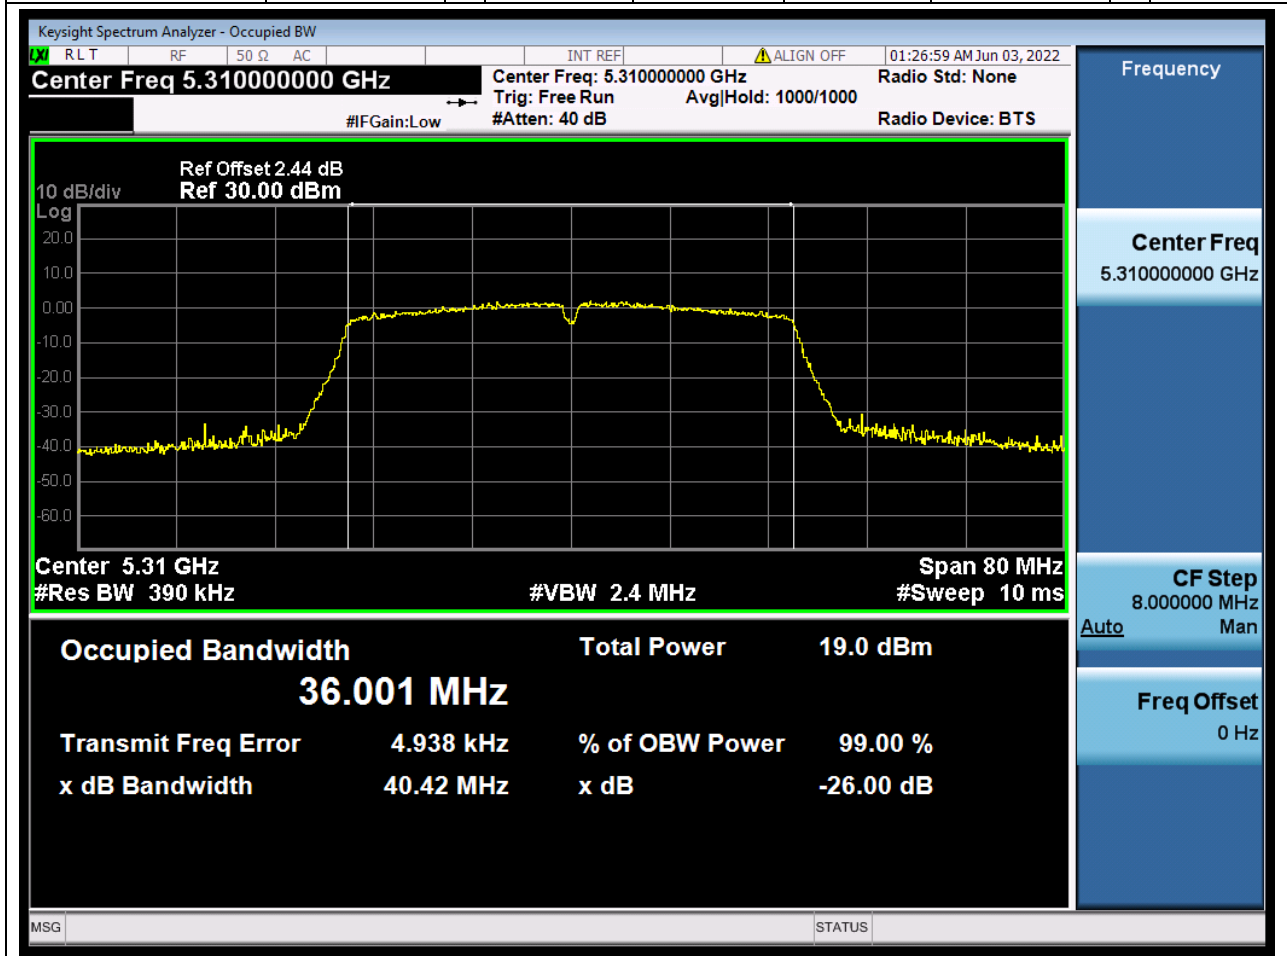 Keysight Spectrum Analyzer - Occupied BW
LXI RLT RF 50 Ω AC INT REF ALIGN OFF 01:26:59 AM Jun 03, 2022
Center Freq 5.310000000 GHz
Center Freq: 5.310000000 GHz
Radio Std: None
Trig: Free Run Avg|Hold: 1000/1000
#IFGain:Low
#Atten: 40 dB
Radio Device: BTS
Ref Offset 2.44 dB
10 dB/div Ref 30.00 dBm
Log
20.0
10.0
0.00
-10.0
-20.0
-30.0
-40.0
-50.0
-60.0
Center 5.31 GHz Span 80 MHz
#Res BW 390 kHz #VBW 2.4 MHz #Sweep 10 ms
Occupied Bandwidth Total Power 19.0 dBm
36.001 MHz
Transmit Freq Error 4.938 kHz % of OBW Power 99.00 %
x dB Bandwidth 40.42 MHz x dB -26.00 dB
Frequency
Center Freq
5.310000000 GHz
CF Step
8.000000 MHz
Auto Man
Freq Offset
0 Hz
MSG STATUS